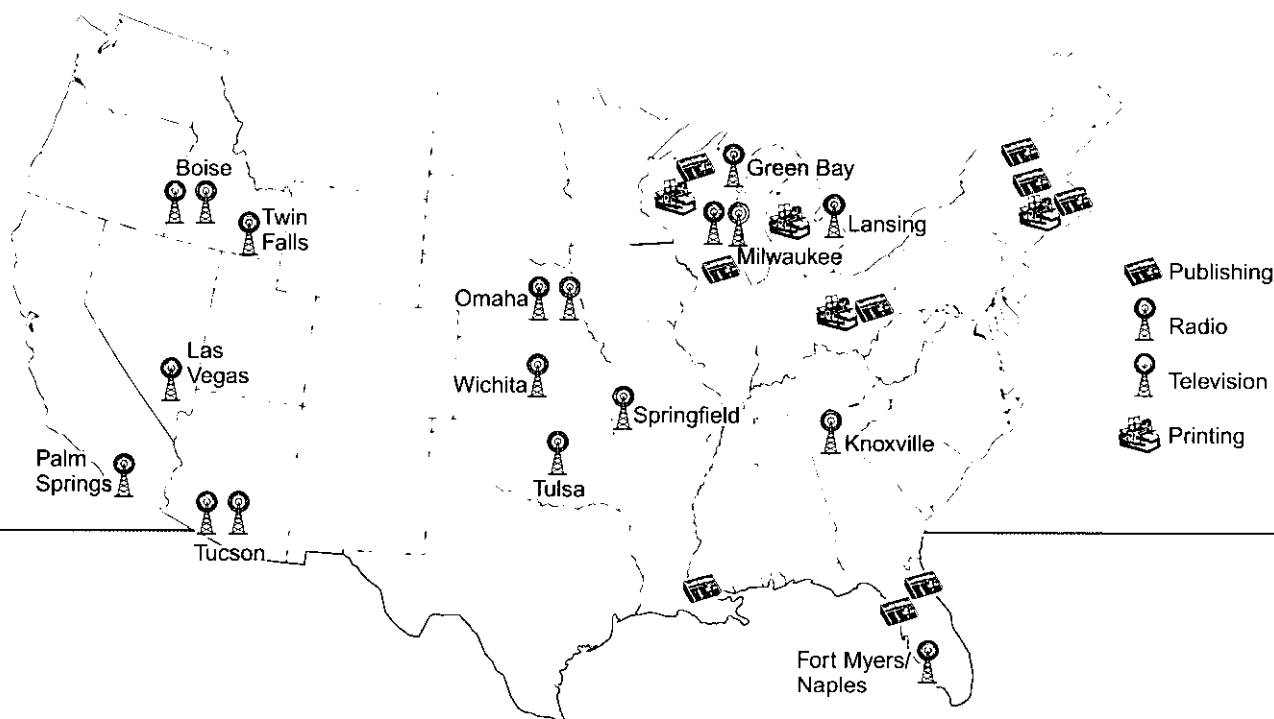 Boise
Green Bay
Twin
Falls
Lansing
Milwaukee
Publishing
Omaha
Radio
Las
Vegas
Wichita
Television
Springfield
Knoxville
Printing
Palm
Springs
Tulsa
Tucson
Fort Myers/
Naples